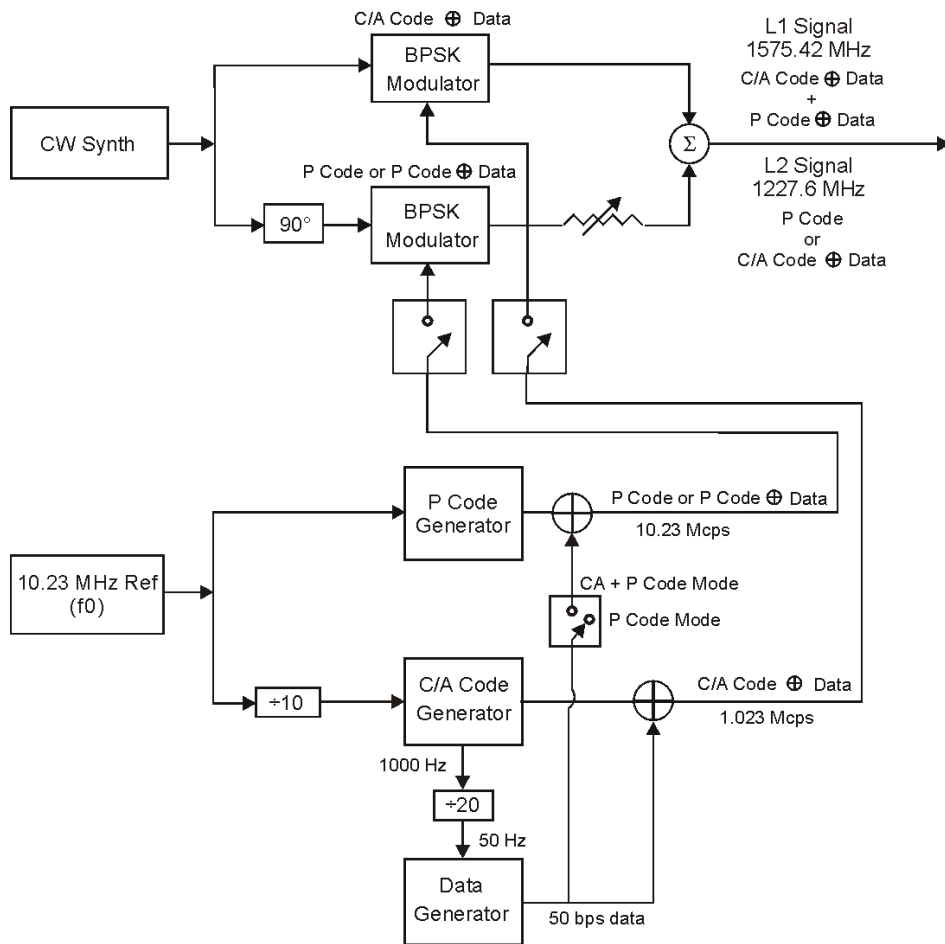 C/A Code ⊕ Data
BPSK
Modulator
L1 Signal
1575.42 MHz
C/A Code ⊕ Data
+
P Code ⊕ Data
CW Synth
Σ
P Code or P Code ⊕ Data
90°
BPSK
Modulator
L2 Signal
1227.6 MHz
P Code
or
C/A Code ⊕ Data
P Code
Generator
P Code or P Code ⊕ Data
10.23 Mcps
10.23 MHz Ref
(f0)
CA + P Code Mode
P Code Mode
÷10
C/A Code
Generator
C/A Code ⊕ Data
1.023 Mcps
1000 Hz
÷20
50 Hz
Data
Generator
50 bps data